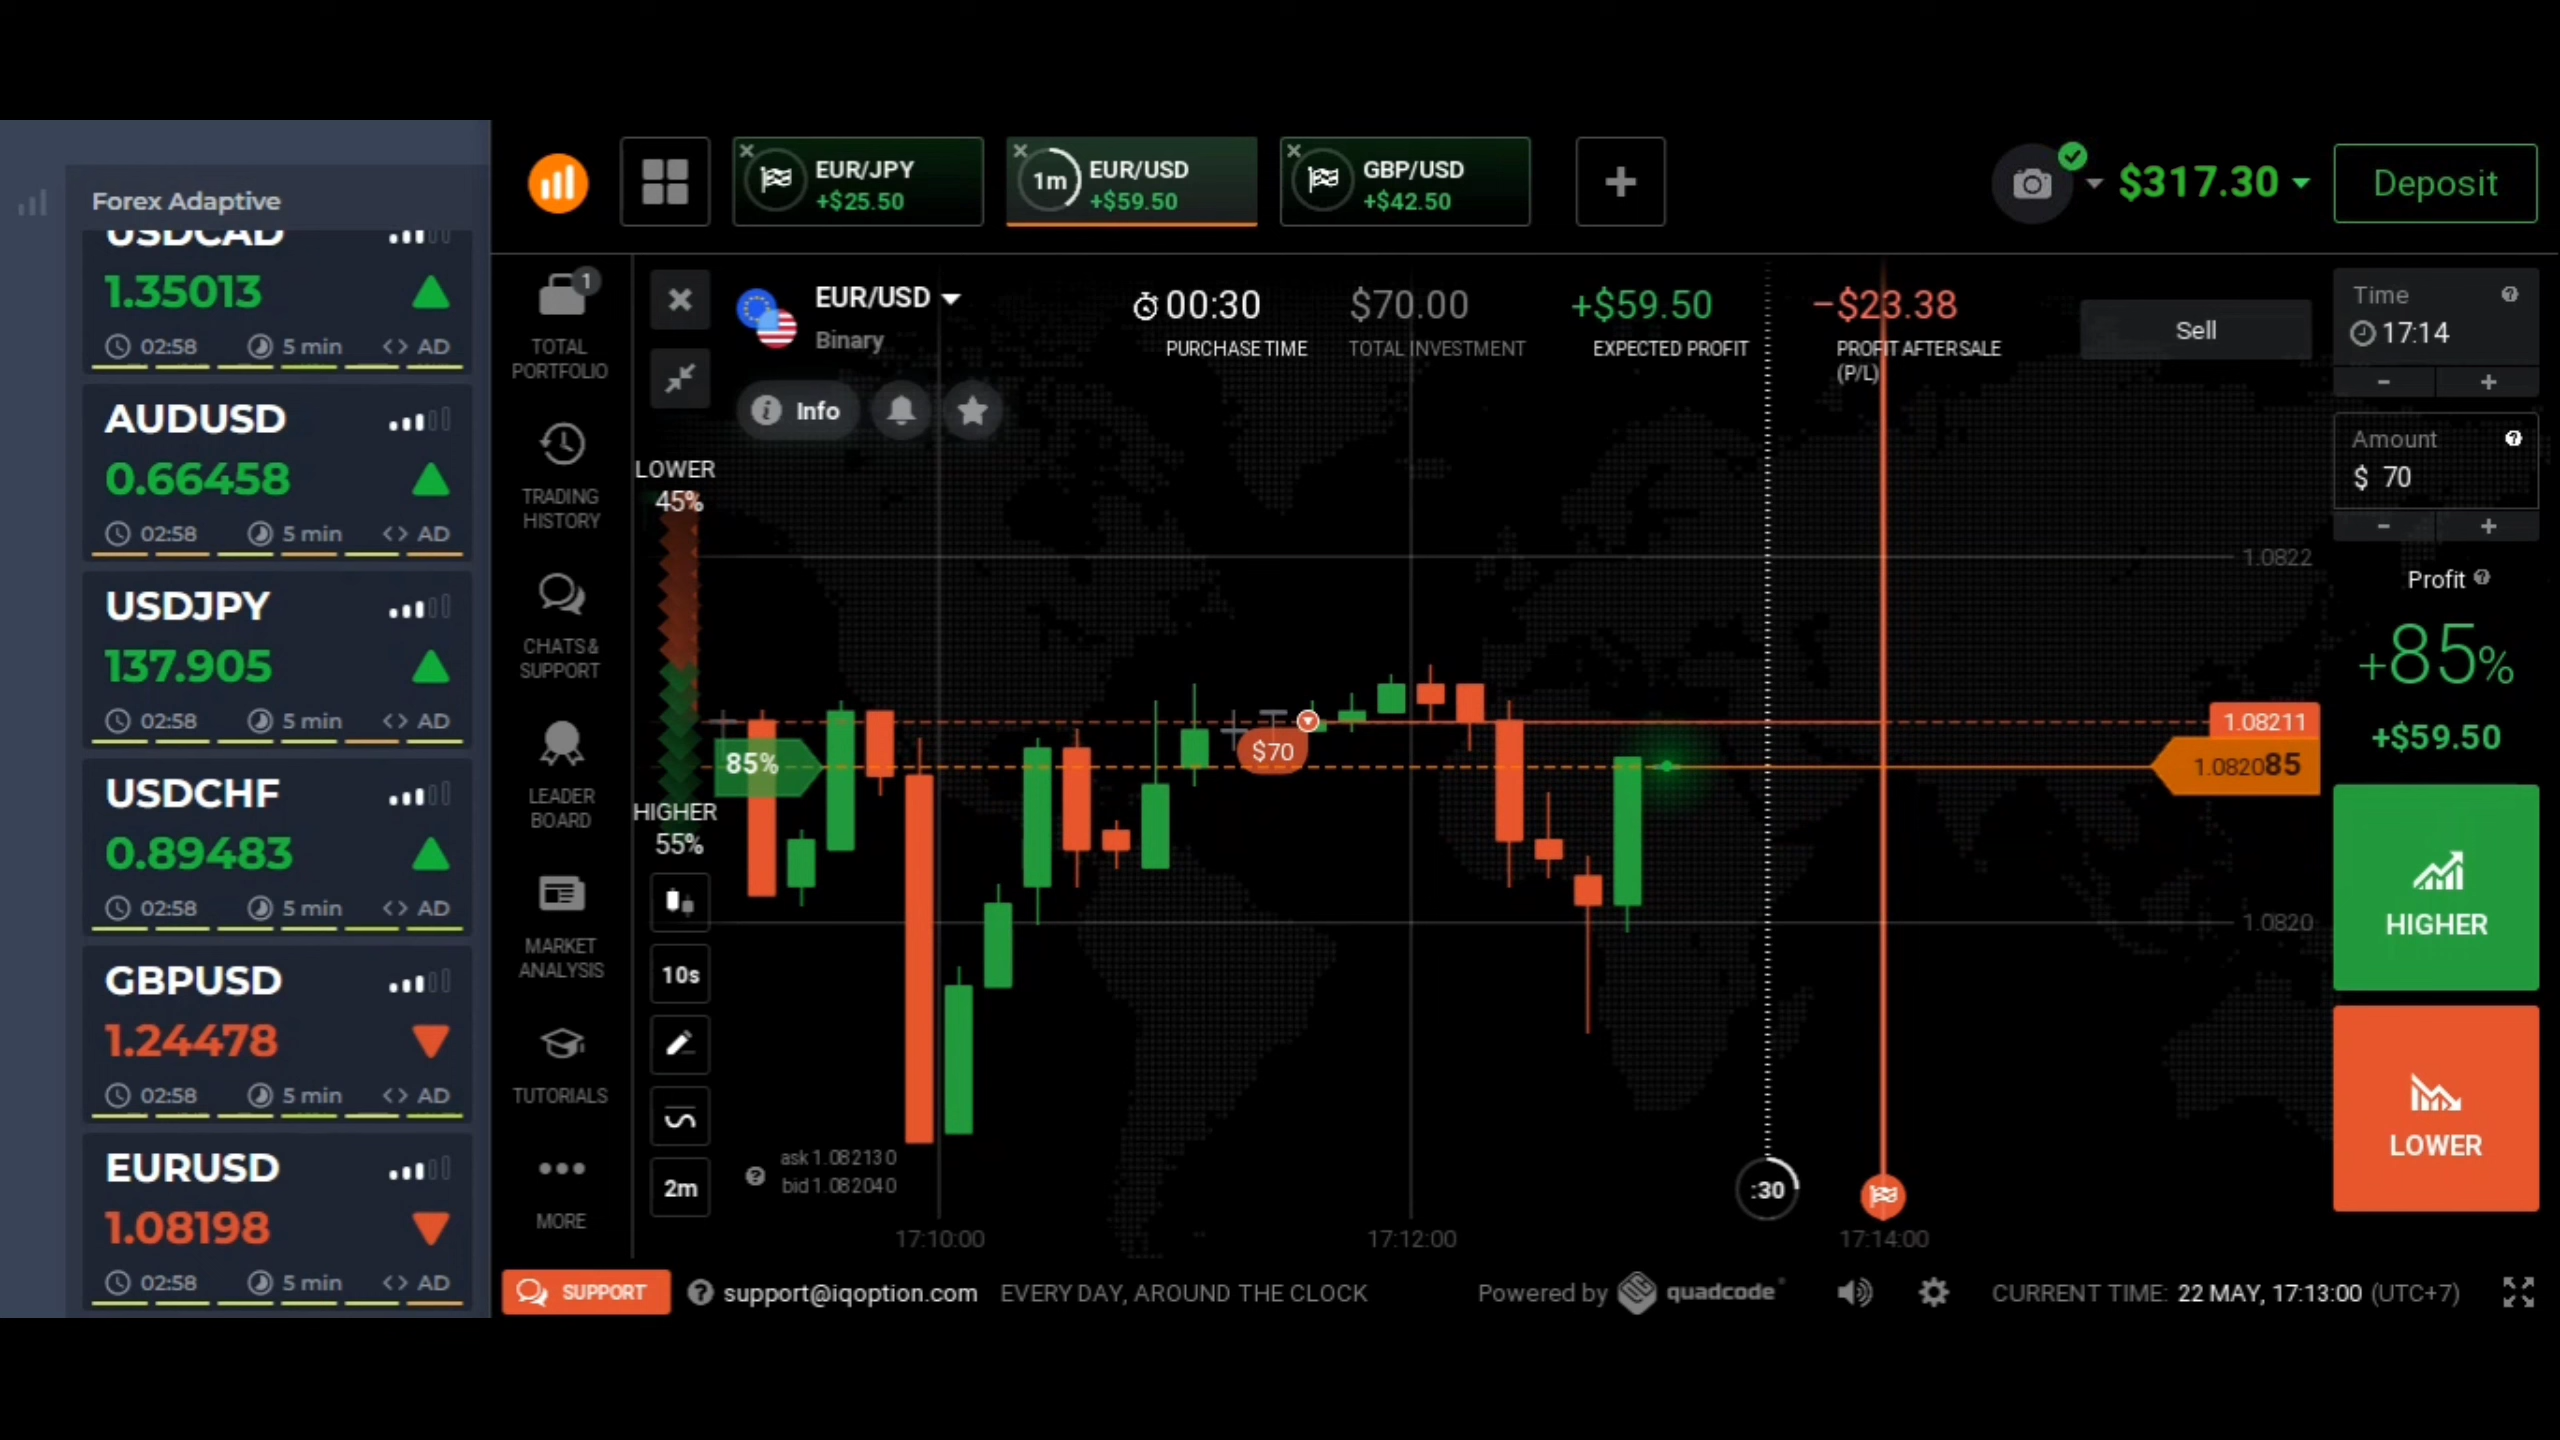 Forex Adaptive
USDCAD
1.35013
02:58 5 min <> AD
AUDUSD
0.66458
02:58 5 min <> AD
USDJPY
137.905
02:58 5 min <> AD
USDCHF
0.89483
02:58 5 min <> AD
GBPUSD
1.24478
02:58 5 min <> AD
EURUSD
1.08198
02:58 5 min <> AD
EUR/JPY
+$25.50
1m
EUR/USD
+$59.50
GBP/USD
+$42.50
$317.30
Deposit
1
TOTAL
PORTFOLIO
TRADING
HISTORY
CHATS &
SUPPORT
LEADER
BOARD
MARKET
ANALYSIS
TUTORIALS
MORE
EUR/USD
Binary
00:30
PURCHASE TIME
$70.00
TOTAL INVESTMENT
+$59.50
EXPECTED PROFIT
-$23.38
PROFIT AFTER SALE
(P/L)
Sell
Info
LOWER
45%
85%
HIGHER
55%
10s
2m
$70
1.0822
1.08211
1.082085
1.0820
ask 1.082130
bid 1.082040
:30
17:10:00
17:12:00
17:14:00
Time
17:14
- +
Amount
$ 70
- +
Profit
+85%
+$59.50
HIGHER
LOWER
SUPPORT
support@iqoption.com
EVERY DAY, AROUND THE CLOCK
Powered by quadcode
CURRENT TIME: 22 MAY, 17:13:00 (UTC+7)